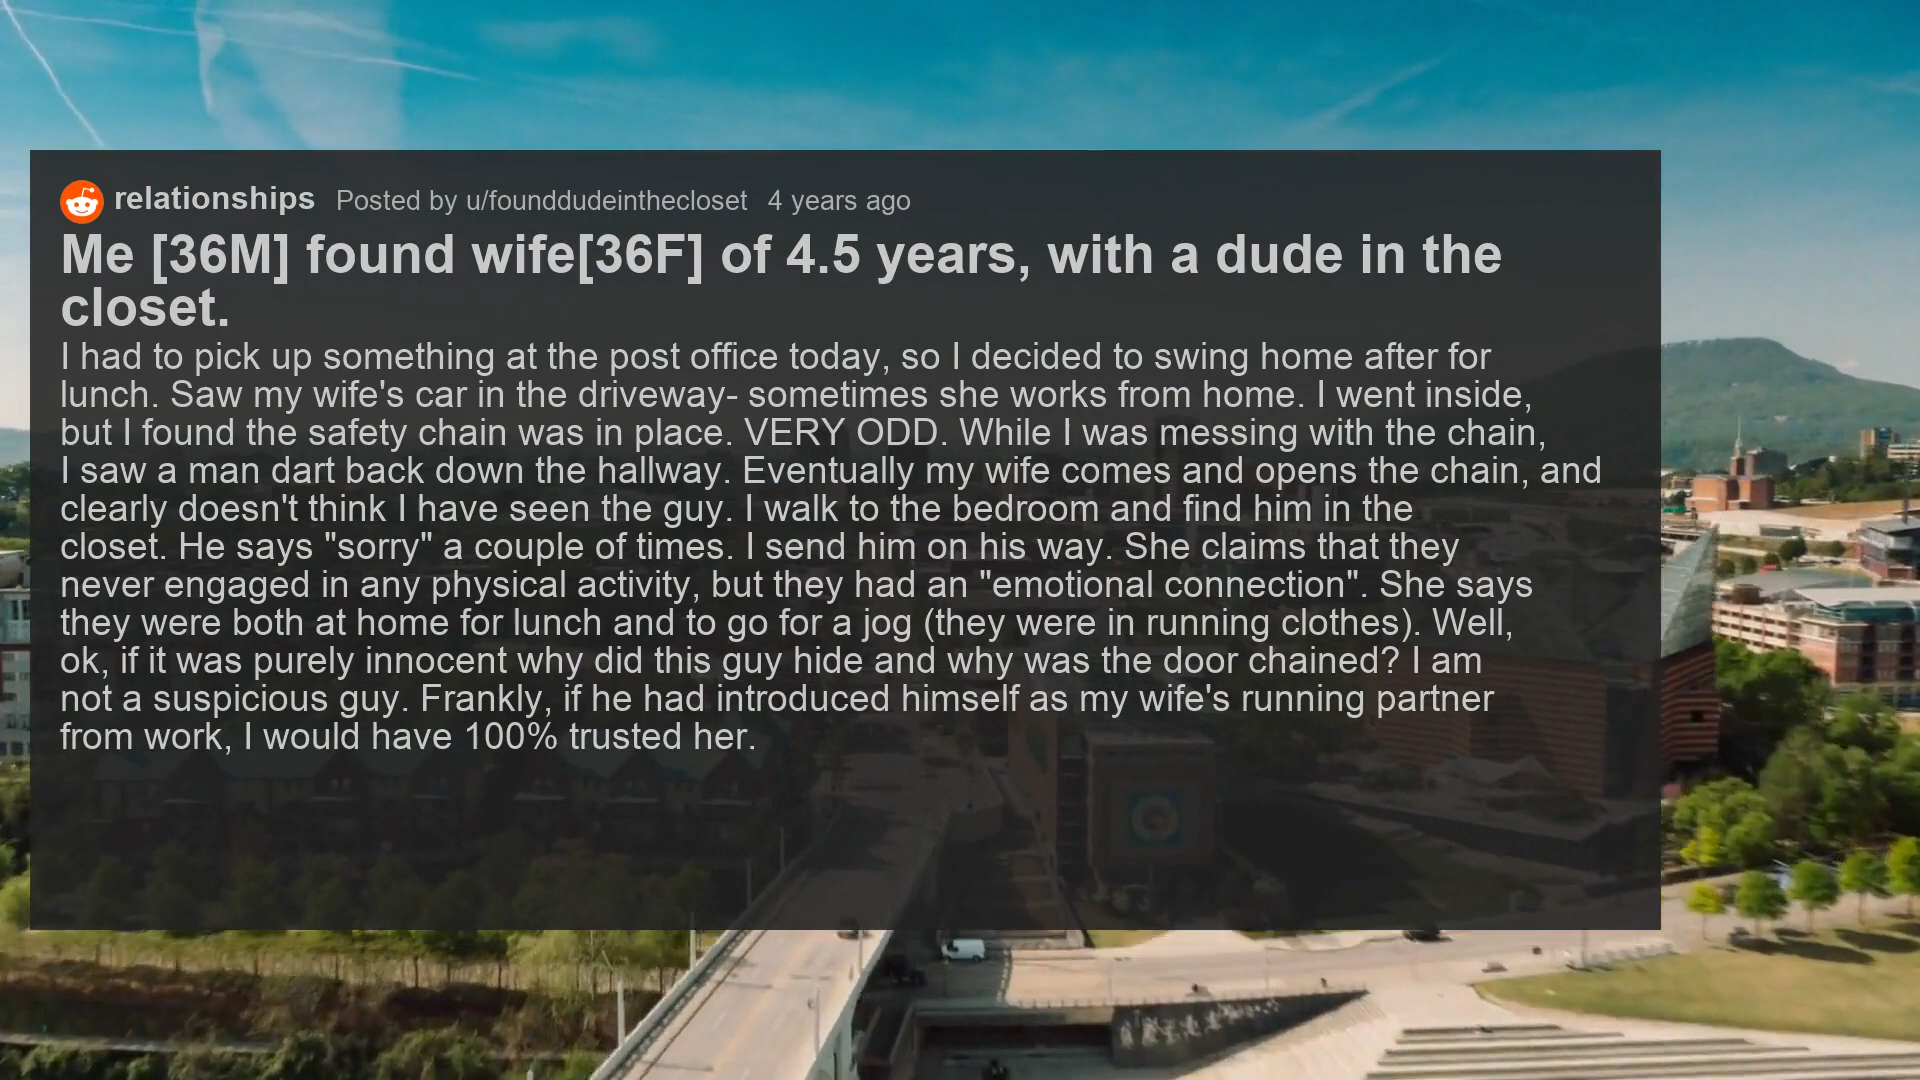 relationships Posted by u/founddudeinthecloset 4 years ago
Me [36M] found wife[36F] of 4.5 years, with a dude in the
closet.
I had to pick up something at the post office today, so I decided to swing home after for
lunch. Saw my wife's car in the driveway- sometimes she works from home. I went inside,
but I found the safety chain was in place. VERY ODD. While I was messing with the chain,
I saw a man dart back down the hallway. Eventually my wife comes and opens the chain, and
clearly doesn't think I have seen the guy. I walk to the bedroom and find him in the
closet. He says "sorry" a couple of times. I send him on his way. She claims that they
never engaged in any physical activity, but they had an "emotional connection". She says
they were both at home for lunch and to go for a jog (they were in running clothes). Well,
ok, if it was purely innocent why did this guy hide and why was the door chained? I am
not a suspicious guy. Frankly, if he had introduced himself as my wife's running partner
from work, I would have 100% trusted her.